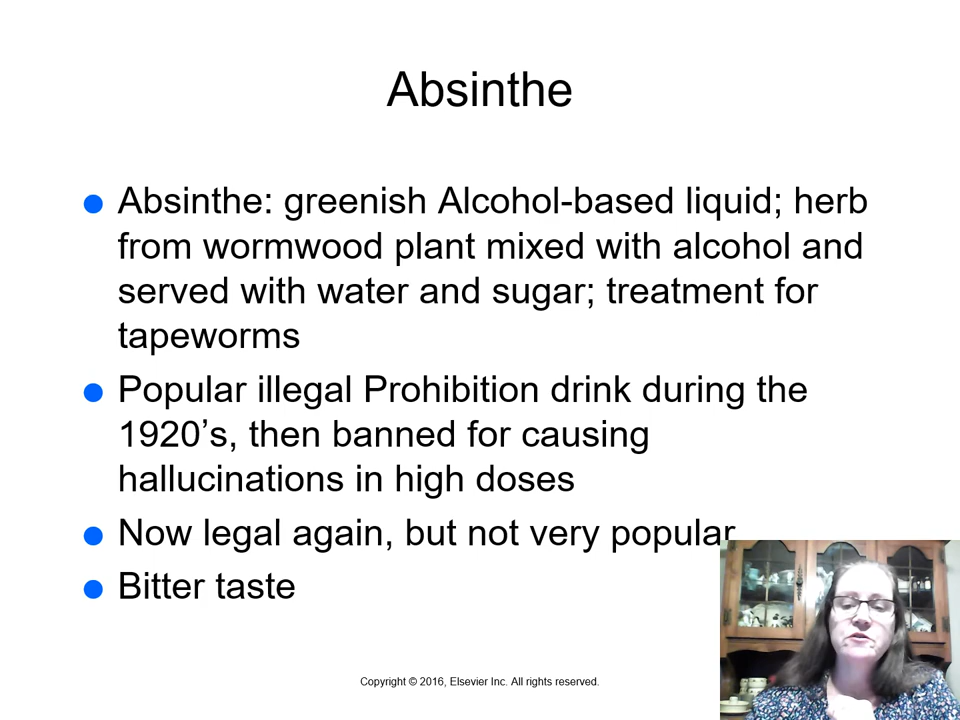 Absinthe
Absinthe: greenish Alcohol-based liquid; herb
from wormwood plant mixed with alcohol and
served with water and sugar; treatment for
tapeworms
Popular illegal Prohibition drink during the
1920’s, then banned for causing
hallucinations in high doses
Now legal again, but not very popular
Bitter taste
Copyright © 2016, Elsevier Inc. All rights reserved.